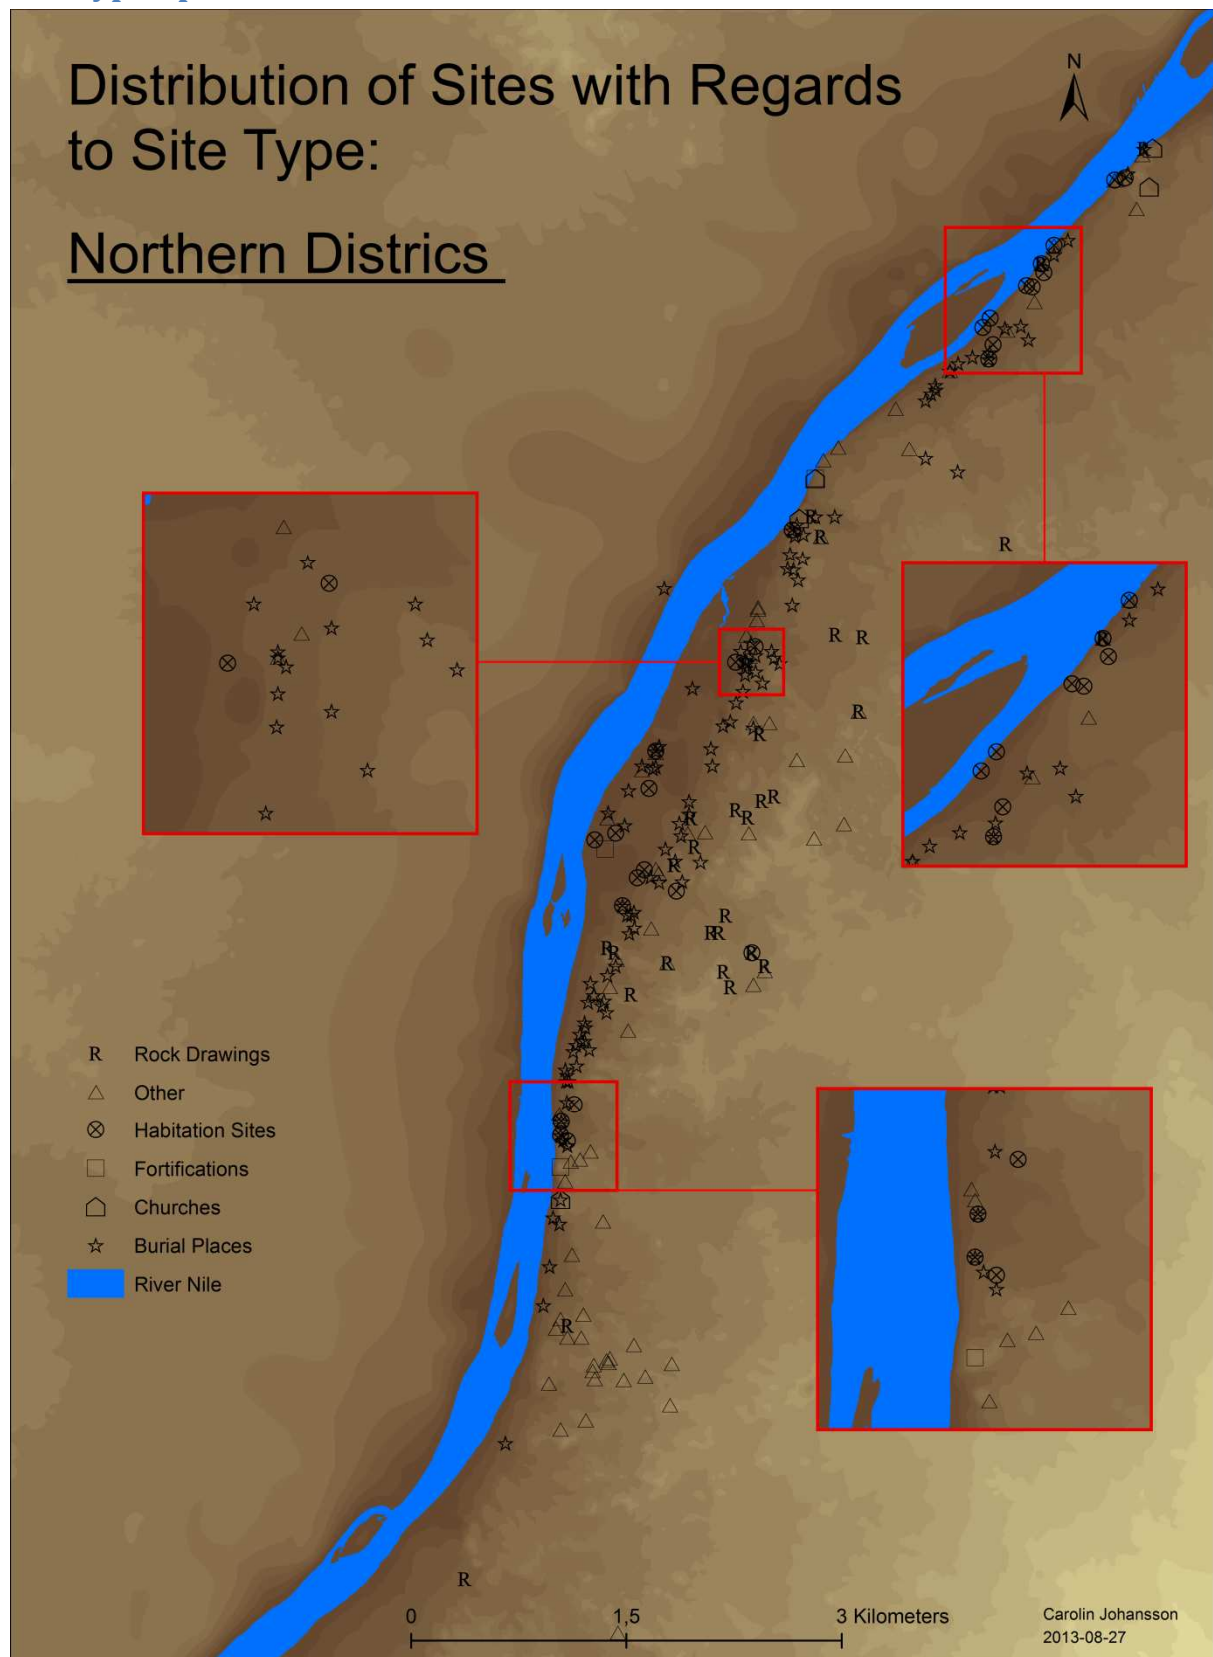 Distribution of Sites with Regards
to Site Type:
Northern Districs
N
R Rock Drawings
Other
Habitation Sites
Fortifications
Churches
Burial Places
River Nile
0 1,5 3 Kilometers
Carolin Johansson
2013-08-27